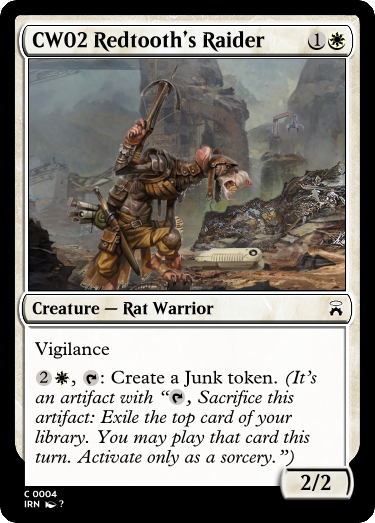 CW02 Redtooth's Raider 1
Creature — Rat Warrior
Vigilance
2, : Create a Junk token. (It's
an artifact with “, Sacrifice this
artifact: Exile the top card of your
library. You may play that card this
turn. Activate only as a sorcery.”)
2/2
C 0004
IRN ?